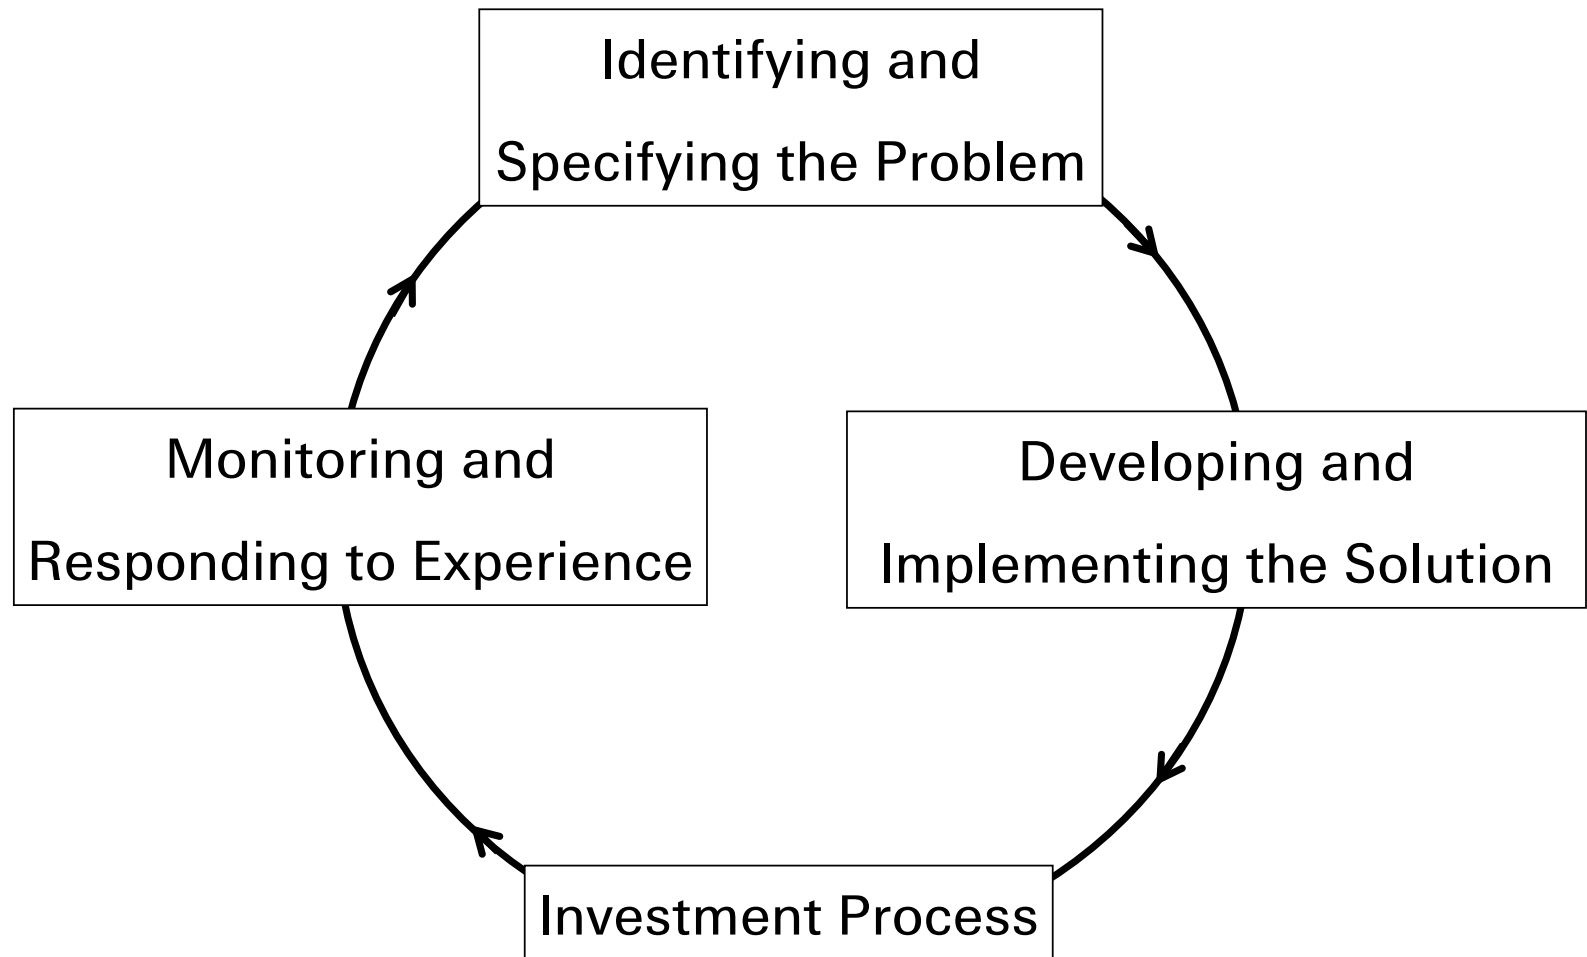 Identifying and
Specifying the Problem
Monitoring and
Responding to Experience
Developing and
Implementing the Solution
Investment Process